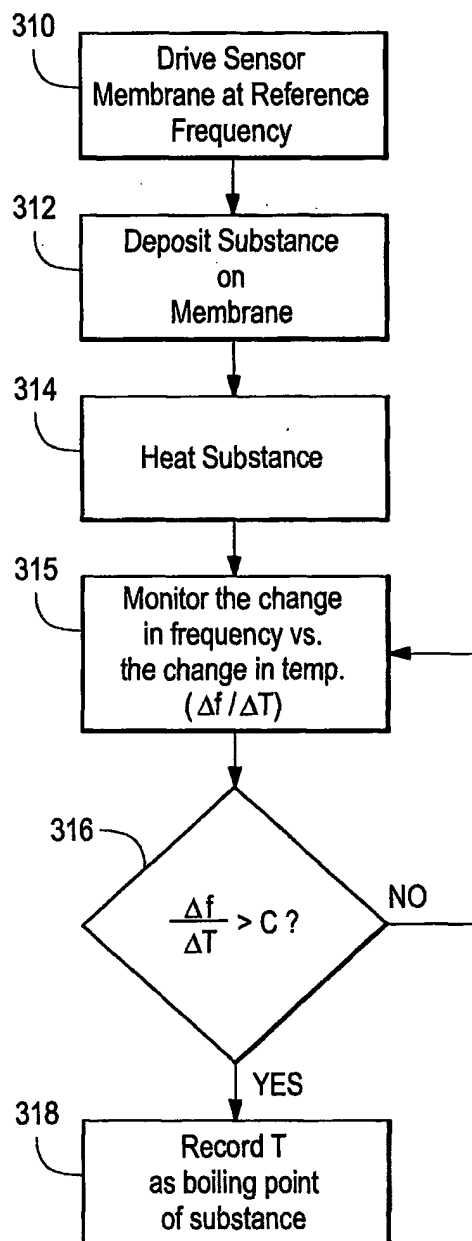 310
Drive Sensor
Membrane at Reference
Frequency
312
Deposit Substance
on
Membrane
314
Heat Substance
315
Monitor the change
in frequency vs.
the change in temp.
(Δf/ΔT)
316
Δf/ΔT > C ?
NO
YES
318
Record T
as boiling point
of substance